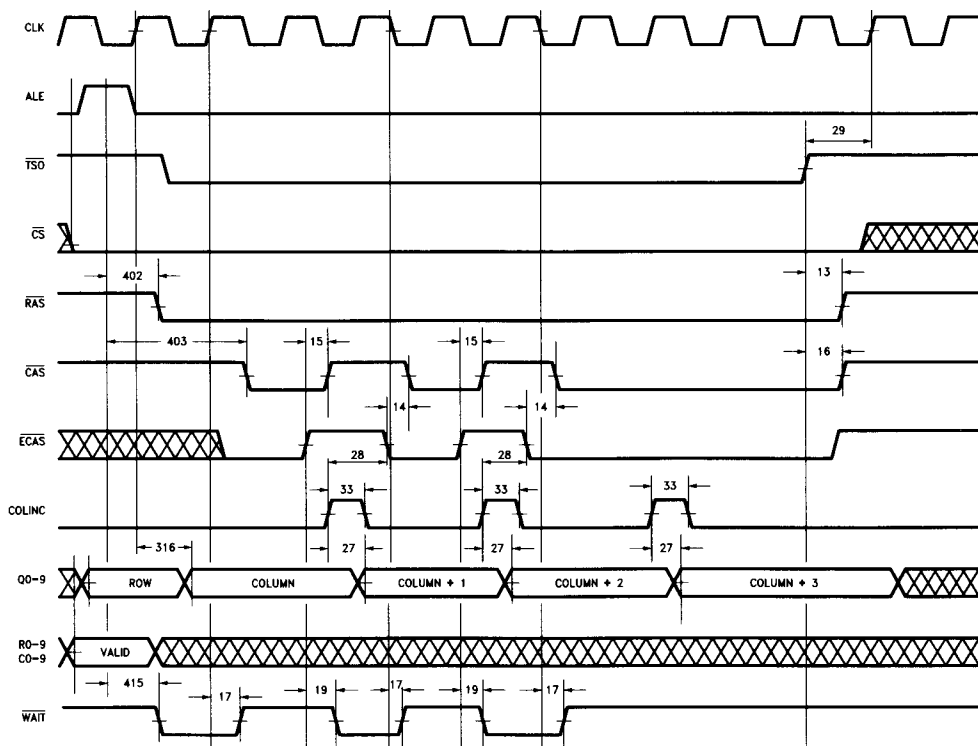 CLK
ALE
29
TSO
CS
402
13
RAS
403
15
15
16
CAS
14
14
ECAS
28
28
33
33
33
COLINC
316
27
27
27
Q0-9
ROW
COLUMN
COLUMN + 1
COLUMN + 2
COLUMN + 3
R0-9
C0-9
VALID
415
17
19
17
19
17
WAIT